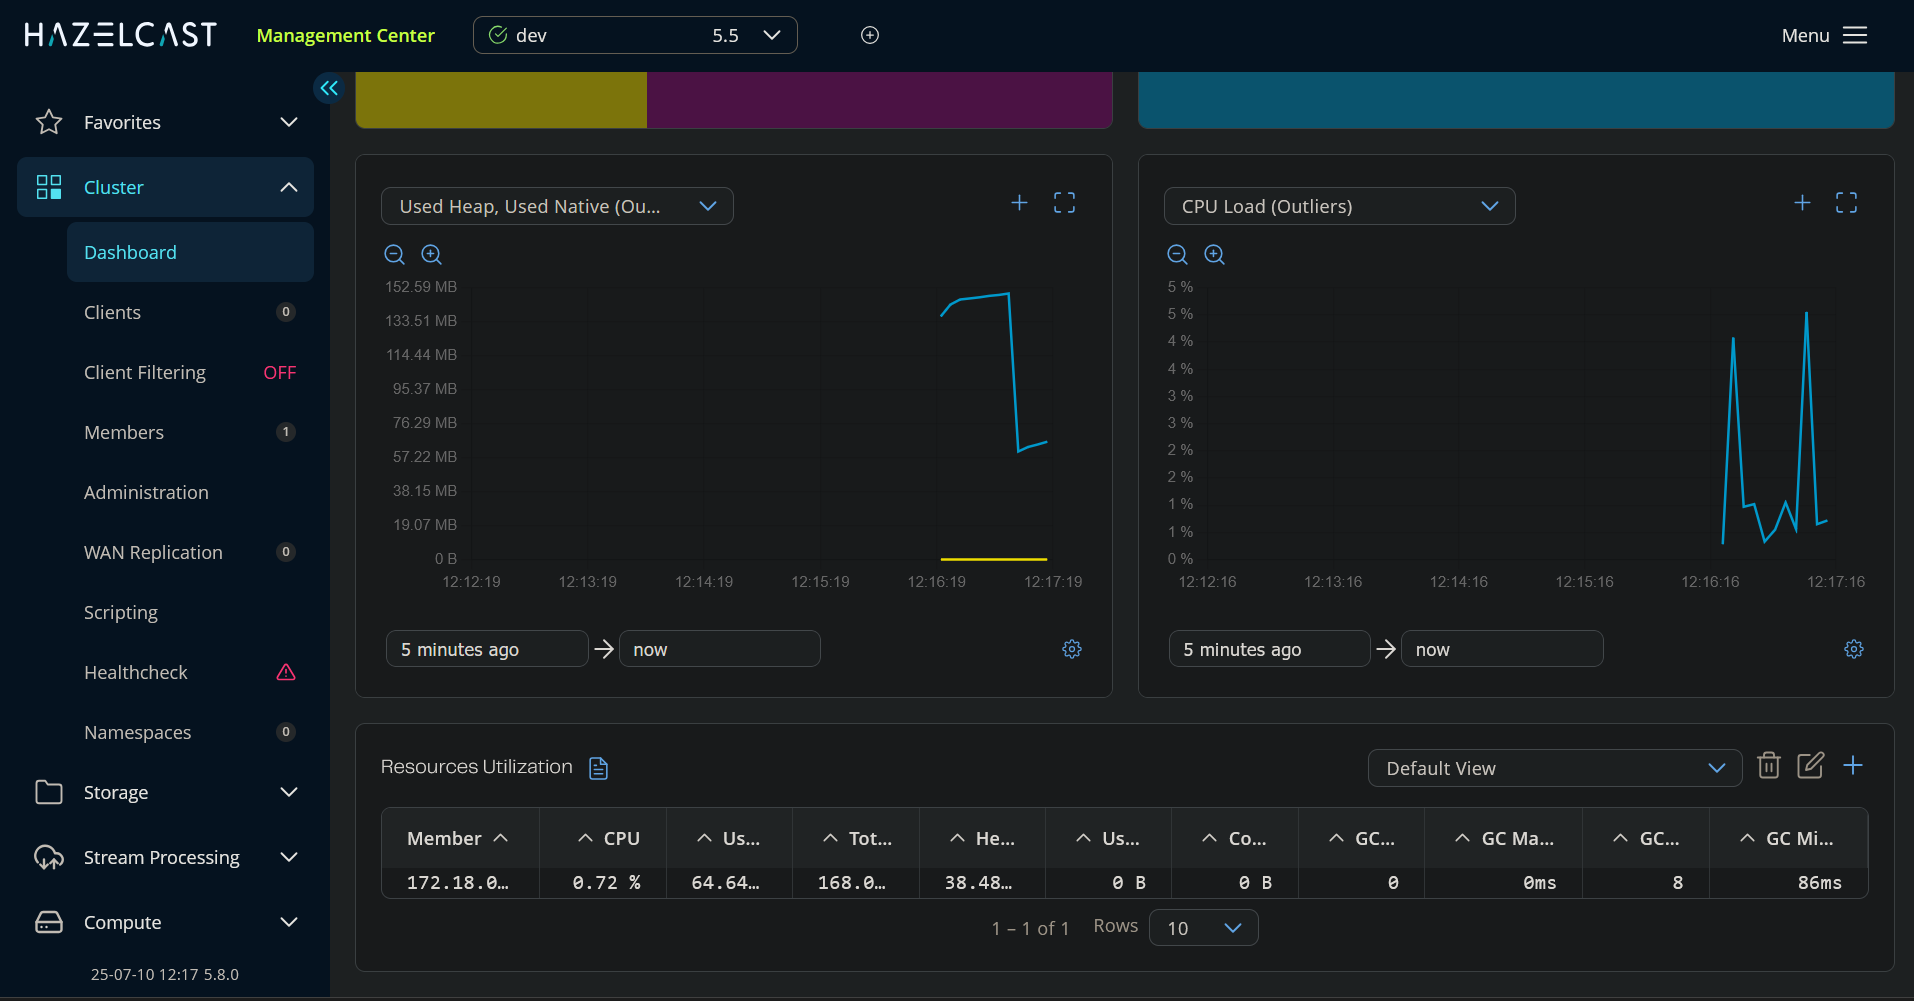 HAZELCAST Management Center dev 5.5 Menu
Favorites
Cluster
Dashboard
Clients 0
Client Filtering OFF
Members 1
Administration
WAN Replication 0
Scripting
Healthcheck
Namespaces 0
Storage
Stream Processing
Compute
25-07-10 12:17 5.8.0
Used Heap, Used Native (Ou...
152.59 MB
133.51 MB
114.44 MB
95.37 MB
76.29 MB
57.22 MB
38.15 MB
19.07 MB
0 B
12:12:19 12:13:19 12:14:19 12:15:19 12:16:19 12:17:19
5 minutes ago now
CPU Load (Outliers)
5 %
5 %
4 %
4 %
3 %
3 %
2 %
2 %
1 %
1 %
0 %
12:12:16 12:13:16 12:14:16 12:15:16 12:16:16 12:17:16
5 minutes ago now
Resources Utilization Default View
Member CPU Us... Tot... He... Us... Co... GC... GC Ma... GC... GC Mi...
172.18.0... 0.72 % 64.64... 168.0... 38.48... 0 B 0 B 0 0ms 8 86ms
1 – 1 of 1 Rows 10